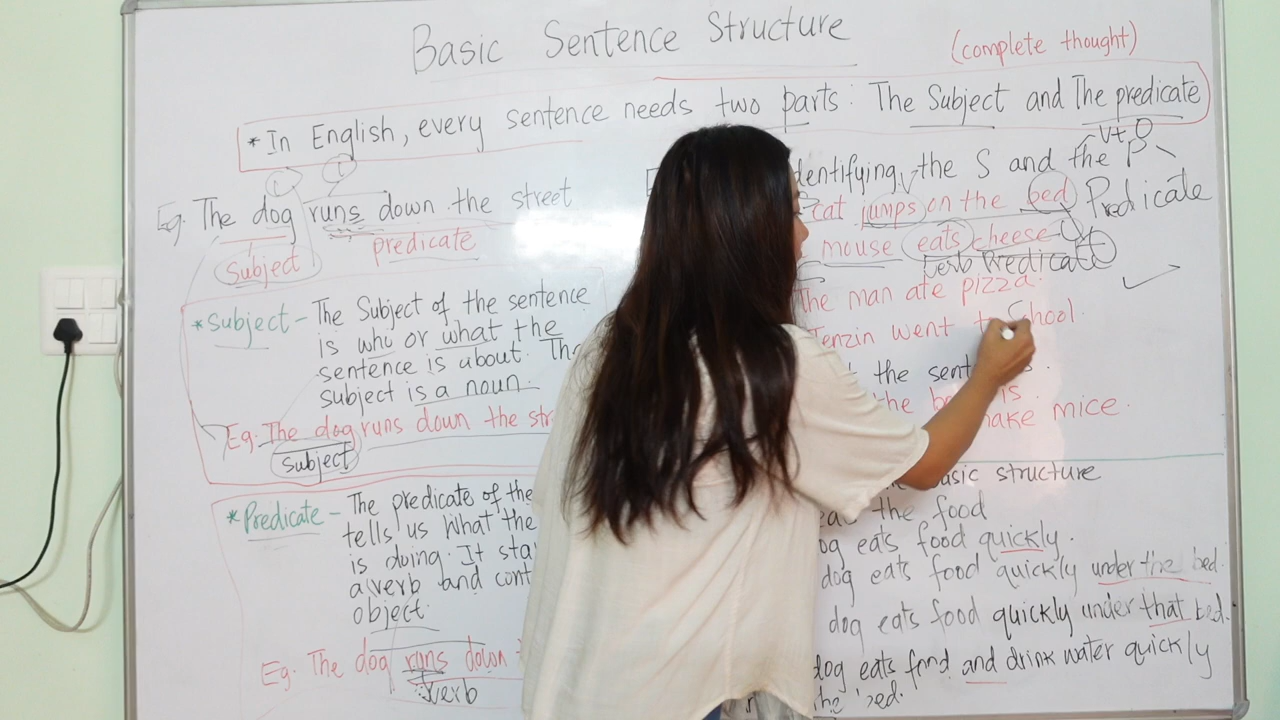 Basic Sentence Structure
(complete thought)
* In English, every sentence needs two parts: The Subject and The predicate
V+O
dentifying the S and the P
Eg. The dog runs down the street
subject
predicate
cat jumps on the bed Predicate
mouse eats cheese
Verb Predicate
The man ate pizza.
Tenzin went School.
* Subject - The Subject of the sentence
is who or what the
sentence is about. The
subject is a noun.
Eg. The dog runs down the str
subject
the sent
the is.
make mice.
basic structure
* Predicate - The predicate of the
tells us What the
is doing. It sta
a verb and cont
object.
Eg. The dog runs down
verb
eats the food
og eats food quickly.
dog eats food quickly under the bed.
dog eats food quickly under that bed.
dog eats food and drink water quickly
the bed.